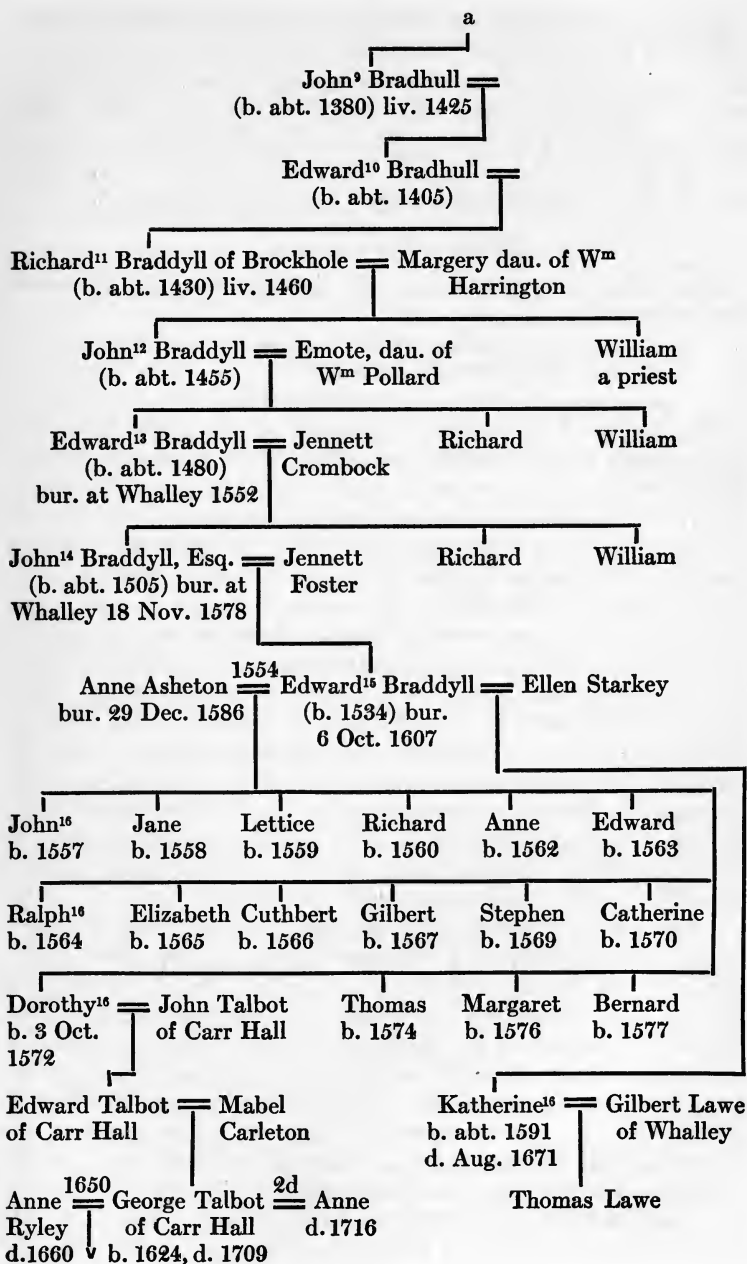 a
John⁹ Bradhull
(b. abt. 1380) liv. 1425
Edward¹⁰ Bradhull
(b. abt. 1405)
Richard¹¹ Braddyll of Brockhole Margery dau. of Wᵐ
(b. abt. 1430) liv. 1460 Harrington
John¹² Braddyll Emote, dau. of William
(b. abt. 1455) Wᵐ Pollard a priest
Edward¹³ Braddyll Jennett Richard William
(b. abt. 1480) Crombock
bur. at Whalley 1552
John¹⁴ Braddyll, Esq. Jennett Richard William
(b. abt. 1505) bur. at Foster
Whalley 18 Nov. 1578
1554
Anne Asheton Edward¹⁵ Braddyll Ellen Starkey
bur. 29 Dec. 1586 (b. 1534) bur.
6 Oct. 1607
John¹⁶ Jane Lettice Richard Anne Edward
b. 1557 b. 1558 b. 1559 b. 1560 b. 1562 b. 1563
Ralph¹⁶ Elizabeth Cuthbert Gilbert Stephen Catherine
b. 1564 b. 1565 b. 1566 b. 1567 b. 1569 b. 1570
Dorothy¹⁶ John Talbot Thomas Margaret Bernard
b. 3 Oct. of Carr Hall b. 1574 b. 1576 b. 1577
1572
Edward Talbot Mabel Katherine¹⁶ Gilbert Lawe
of Carr Hall Carleton b. abt. 1591 of Whalley
d. Aug. 1671
1650 2d
Anne George Talbot Anne Thomas Lawe
Ryley of Carr Hall d. 1716
d. 1660 v b. 1624, d. 1709